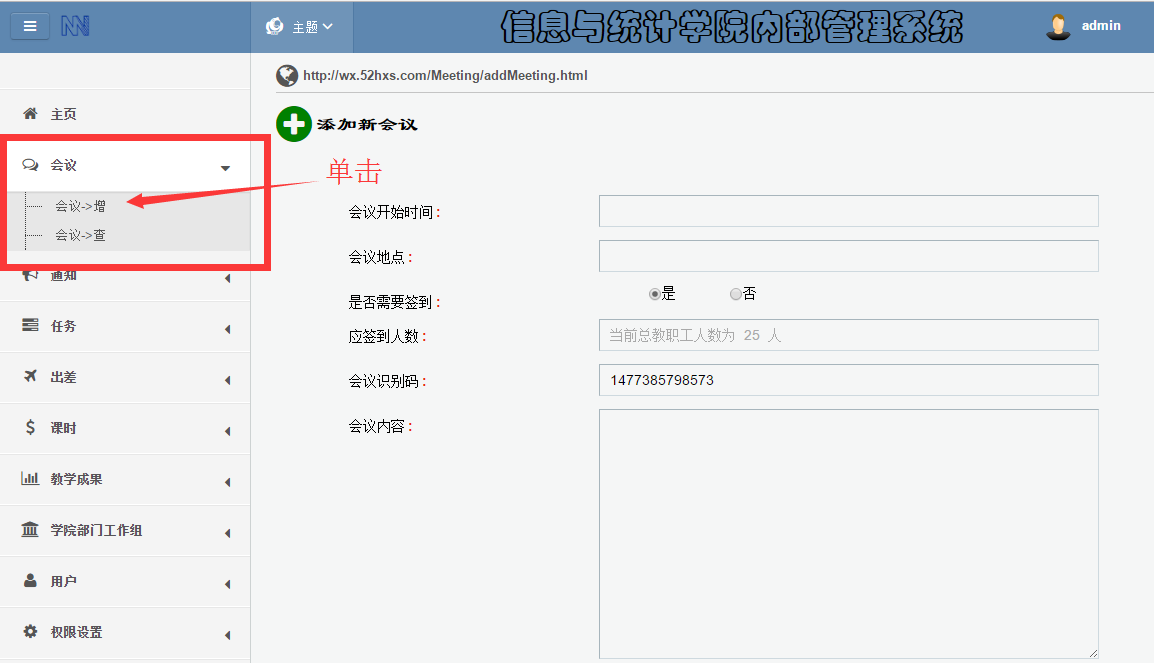 主题
信息与统计学院内部管理系统
admin
http://wx.52hxs.com/Meeting/addMeeting.html
主页
会议
会议->增
会议->查
通知
任务
出差
课时
教学成果
学院部门工作组
用户
权限设置
添加新会议
单击
会议开始时间:
会议地点:
是否需要签到:
是 否
应签到人数:
当前总教职工人数为 25 人
会议识别码:
1477385798573
会议内容: